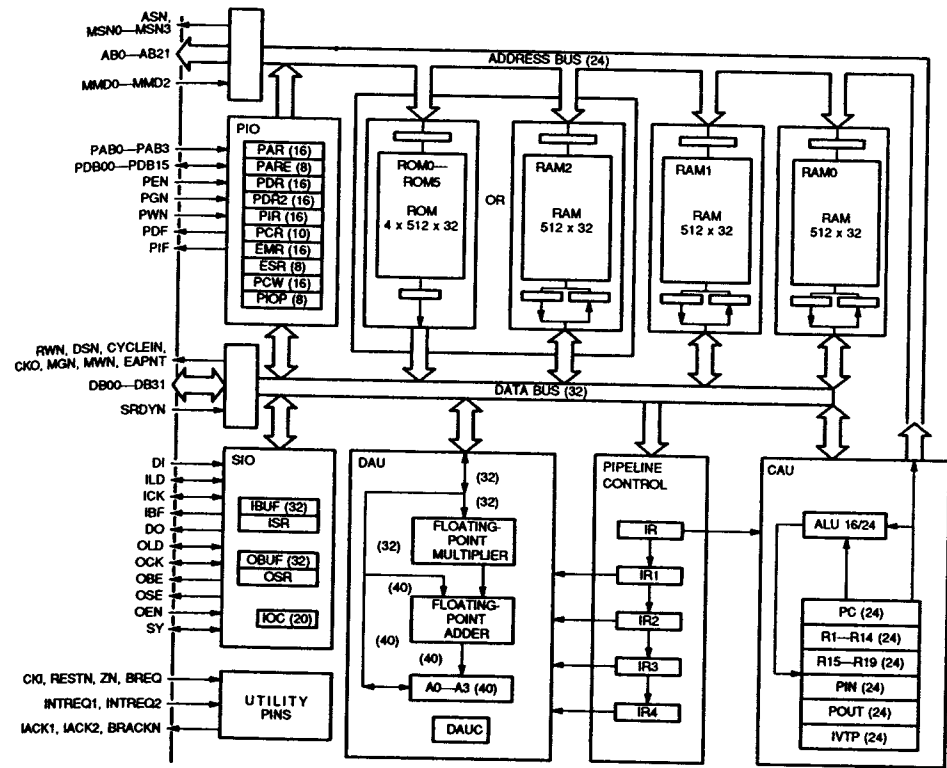 ASN,
MSN0—MSN3
AB0—AB21
MMD0—MMD2
ADDRESS BUS (24)
PIO
PAB0—PAB3
PDB00—PDB15
PEN
PGN
PWN
PDF
PIF
PAR (16)
PARE (8)
PDR (16)
PDR2 (16)
PIR (16)
PCR (10)
EMR (16)
ESR (8)
PCW (16)
PIOP (8)
ROM0—
ROM5
ROM
4 x 512 x 32
OR
RAM2
RAM
512 x 32
RAM1
RAM
512 x 32
RAM0
RAM
512 x 32
RWN, DSN, CYCLEIN,
CKO, MGN, MWN, EAPNT
DB00—DB31
SRDYN
DATA BUS (32)
DI
ILD
ICK
IBF
DO
OLD
OCK
OBE
OSE
OEN
SY
SIO
IBUF (32)
ISR
OBUF (32)
OSR
IOC (20)
DAU
(32)
(32)
FLOATING-
POINT
MULTIPLIER
(32)
(40)
FLOATING-
POINT
ADDER
(40)
(40)
A0—A3 (40)
DAUC
PIPELINE
CONTROL
IR
IR1
IR2
IR3
IR4
CAU
ALU 16/24
PC (24)
R1—R14 (24)
R15—R19 (24)
PIN (24)
POUT (24)
IVTP (24)
CKI, RESTN, ZN, BREQ
INTREQ1, INTREQ2
IACK1, IACK2, BRACKN
UTILITY
PINS